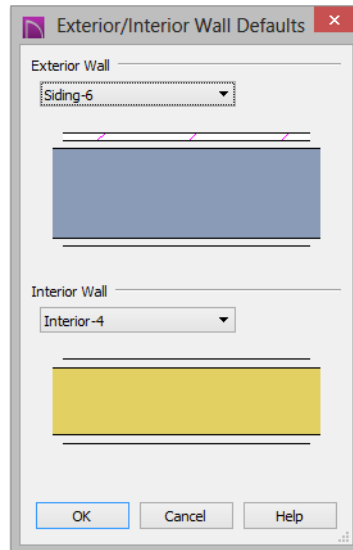 Exterior/Interior Wall Defaults
Exterior Wall
Siding-6
Interior Wall
Interior-4
OK Cancel Help